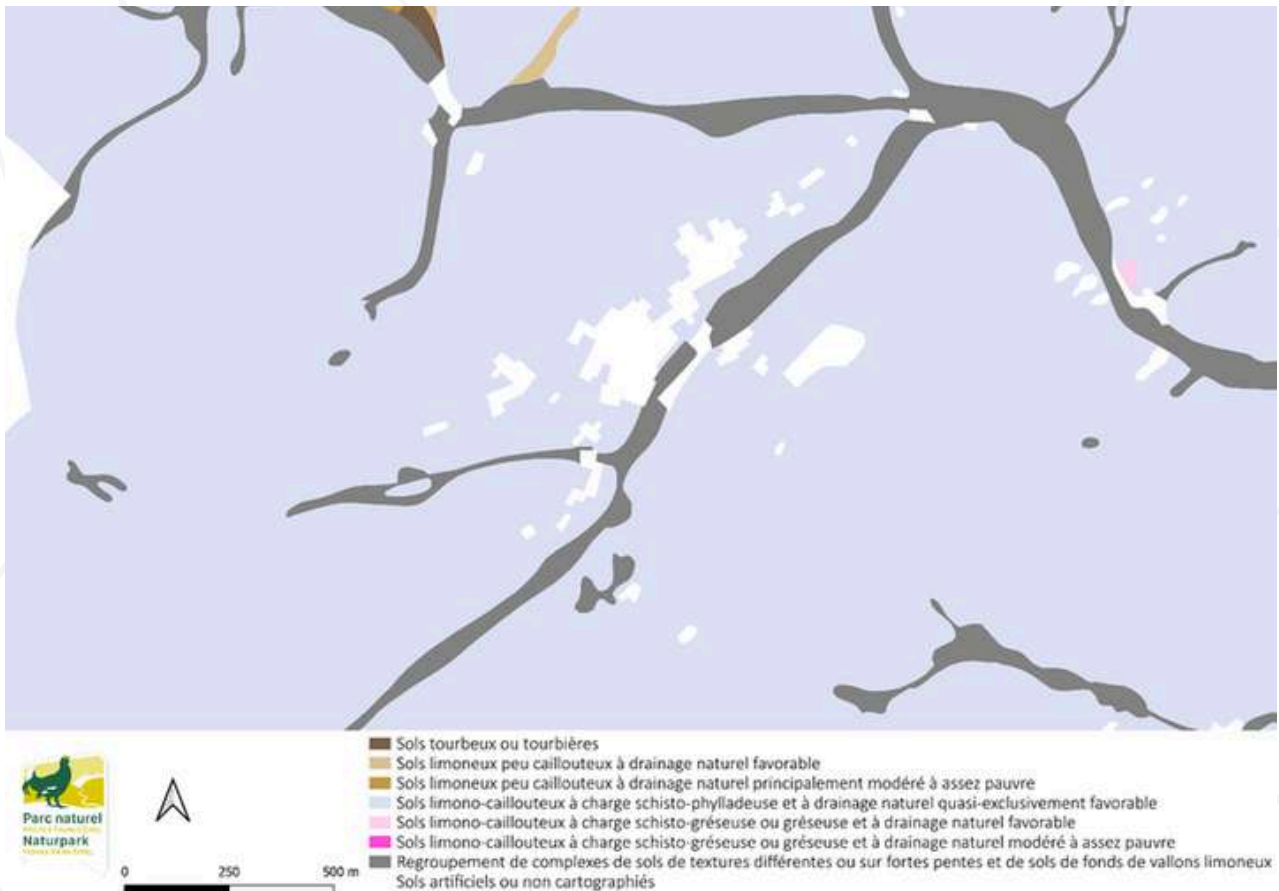 Sols tourbeux ou tourbières
Sols limoneux peu caillouteux à drainage naturel favorable
Sols limoneux peu caillouteux à drainage naturel principalement modéré à assez pauvre
Sols limono-caillouteux à charge schisto-phylladeuse et à drainage naturel quasi-exclusivement favorable
Sols limono-caillouteux à charge schisto-gréseuse ou gréseuse et à drainage naturel favorable
Sols limono-caillouteux à charge schisto-gréseuse ou gréseuse et à drainage naturel modéré à assez pauvre
Regroupement de complexes de sols de textures différentes ou sur fortes pentes et de sols de fonds de vallons limoneux
Sols artificiels ou non cartographiés
Parc naturel
Naturpark
0 250 500 m